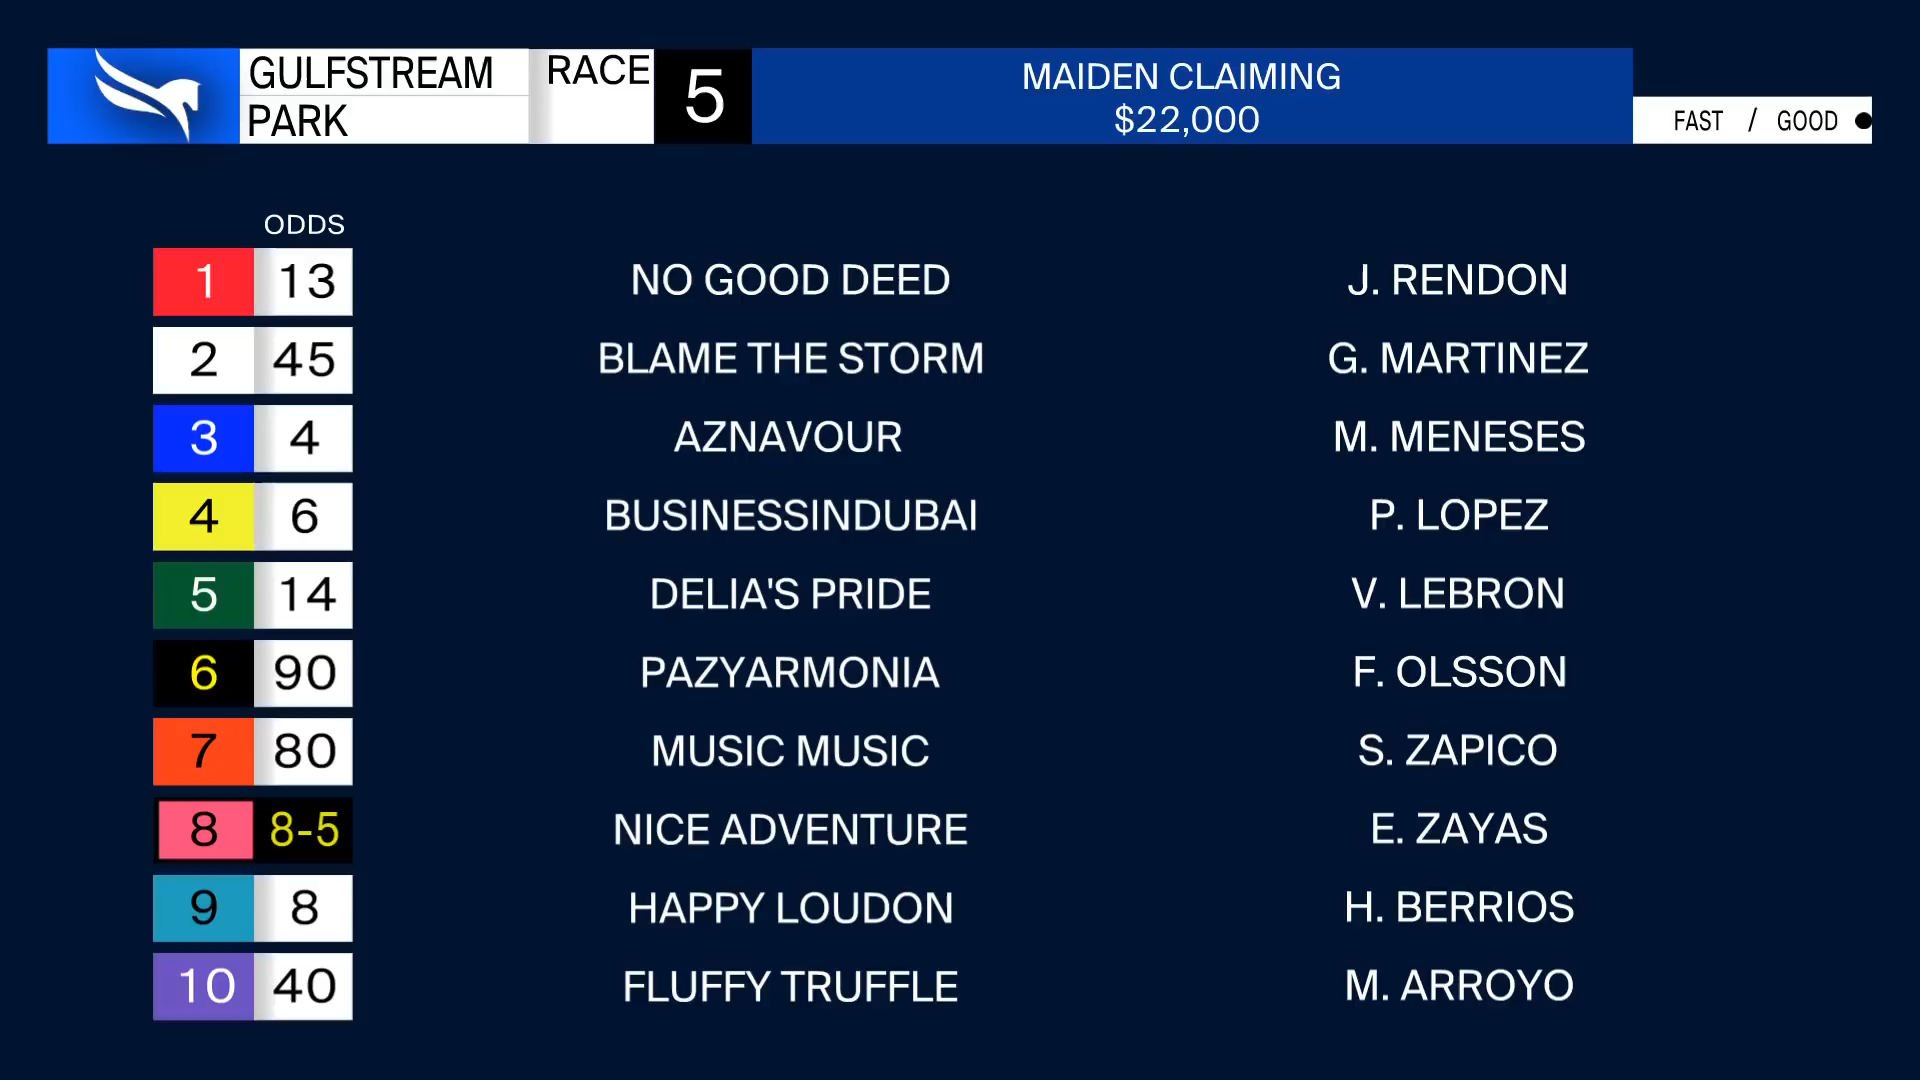 GULFSTREAM
PARK
RACE
5
MAIDEN CLAIMING
$22,000
FAST / GOOD
ODDS
1 13 NO GOOD DEED J. RENDON
2 45 BLAME THE STORM G. MARTINEZ
3 4 AZNAVOUR M. MENESES
4 6 BUSINESSINDUBAI P. LOPEZ
5 14 DELIA'S PRIDE V. LEBRON
6 90 PAZYARMONIA F. OLSSON
7 80 MUSIC MUSIC S. ZAPICO
8 8-5 NICE ADVENTURE E. ZAYAS
9 8 HAPPY LOUDON H. BERRIOS
10 40 FLUFFY TRUFFLE M. ARROYO